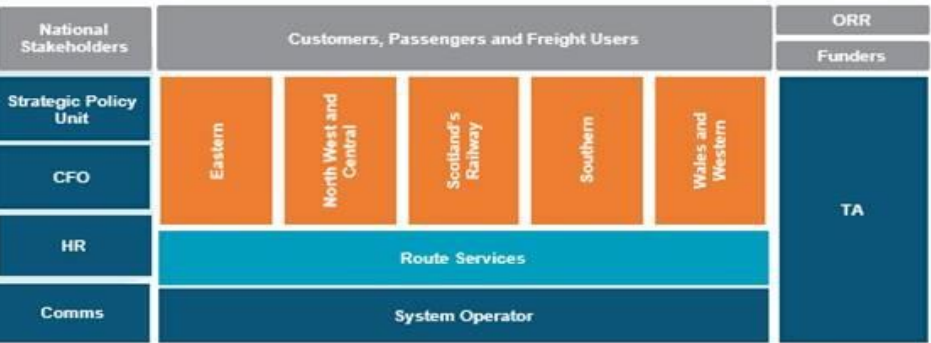 National
Stakeholders
Customers, Passengers and Freight Users
ORR
Funders
Strategic Policy
Unit
CFO
HR
Comms
Eastern
North West and
Central
Scotland's
Railway
Southern
Wales and
Western
Route Services
System Operator
TA